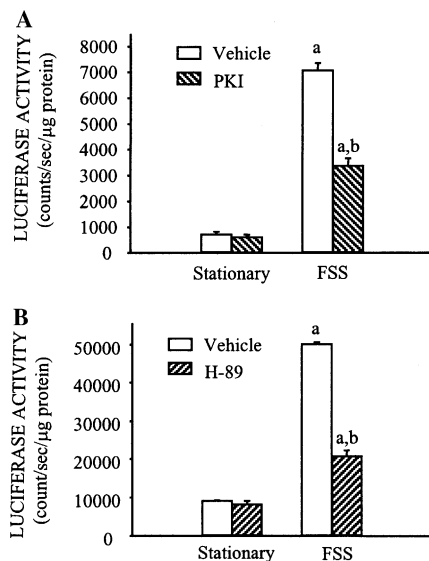 A
LUCIFERASE ACTIVITY
(counts/sec/µg protein)
8000
7000
6000
5000
4000
3000
2000
1000
0
Vehicle
PKI
a
a,b
Stationary
FSS
B
LUCIFERASE ACTIVITY
(count/sec/µg protein)
50000
40000
30000
20000
10000
0
Vehicle
H-89
a
a,b
Stationary
FSS